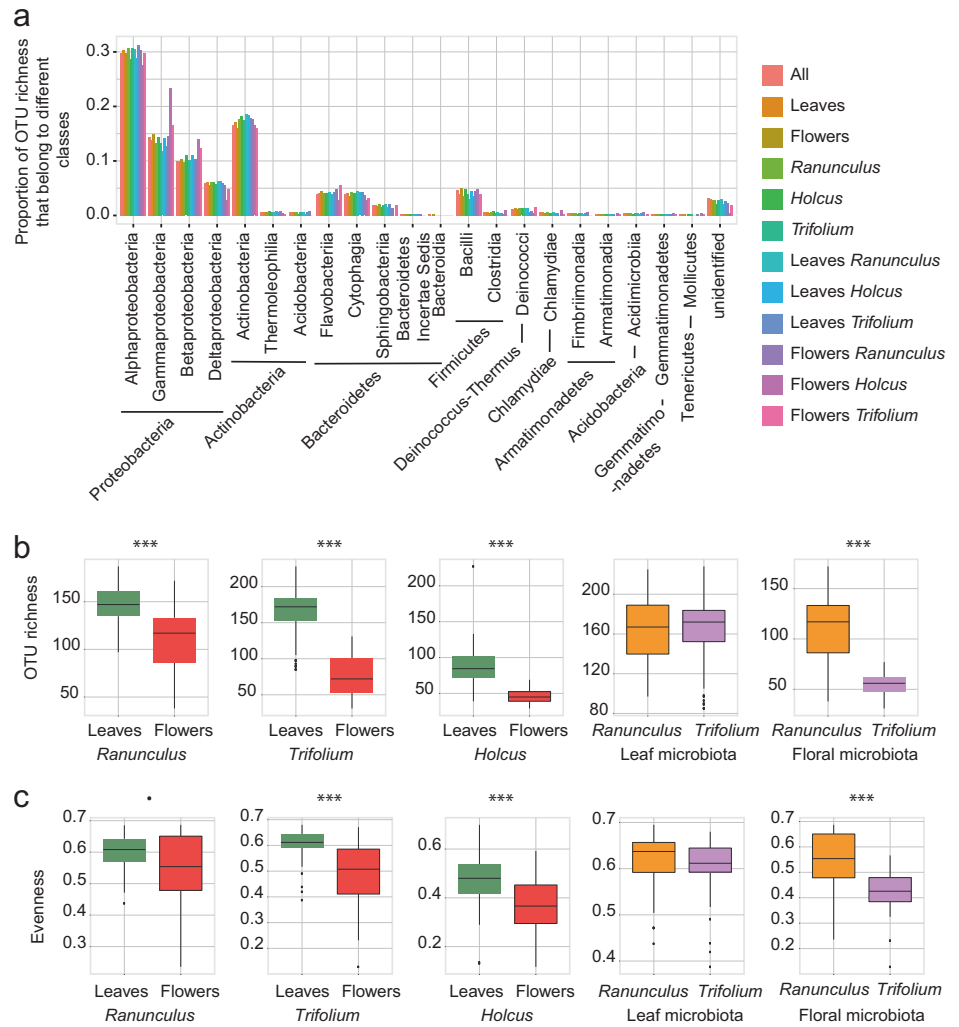 a
Proportion of OTU richness
that belong to different
classes
0.3
0.2
0.1
0.0
Alphaproteobacteria
Gammaproteobacteria
Betaproteobacteria
Deltaproteobacteria
Actinobacteria
Thermoleophilia
Acidobacteria
Flavobacteriia
Cytophagia
Sphingobacteriia
Bacteroidetes
Incertae Sedis
Bacteroidia
Bacilli
Clostridia
Deinococci
Chlamydiae
Fimbriimonadia
Armatimonadia
Acidimicrobiia
Gemmatimonadetes
Mollicutes
unidentified
Proteobacteria
Actinobacteria
Bacteroidetes
Firmicutes
Deinococcus-Thermus
Chlamydiae
Armatimonadetes
Acidobacteria
Gemmatimo-
-nadetes
Tenericutes
All
Leaves
Flowers
Ranunculus
Holcus
Trifolium
Leaves Ranunculus
Leaves Holcus
Leaves Trifolium
Flowers Ranunculus
Flowers Holcus
Flowers Trifolium
b
OTU richness
***
150
100
50
Leaves Flowers
Ranunculus
***
200
150
100
50
Leaves Flowers
Trifolium
***
200
150
100
50
Leaves Flowers
Holcus
200
160
120
80
Ranunculus Trifolium
Leaf microbiota
***
150
100
50
Ranunculus Trifolium
Floral microbiota
c
Evenness
•
0.7
0.6
0.5
0.4
0.3
Leaves Flowers
Ranunculus
***
0.7
0.6
0.5
0.4
0.3
0.2
Leaves Flowers
Trifolium
***
0.6
0.4
0.2
Leaves Flowers
Holcus
0.7
0.6
0.5
0.4
Ranunculus Trifolium
Leaf microbiota
***
0.7
0.6
0.5
0.4
0.3
0.2
Ranunculus Trifolium
Floral microbiota